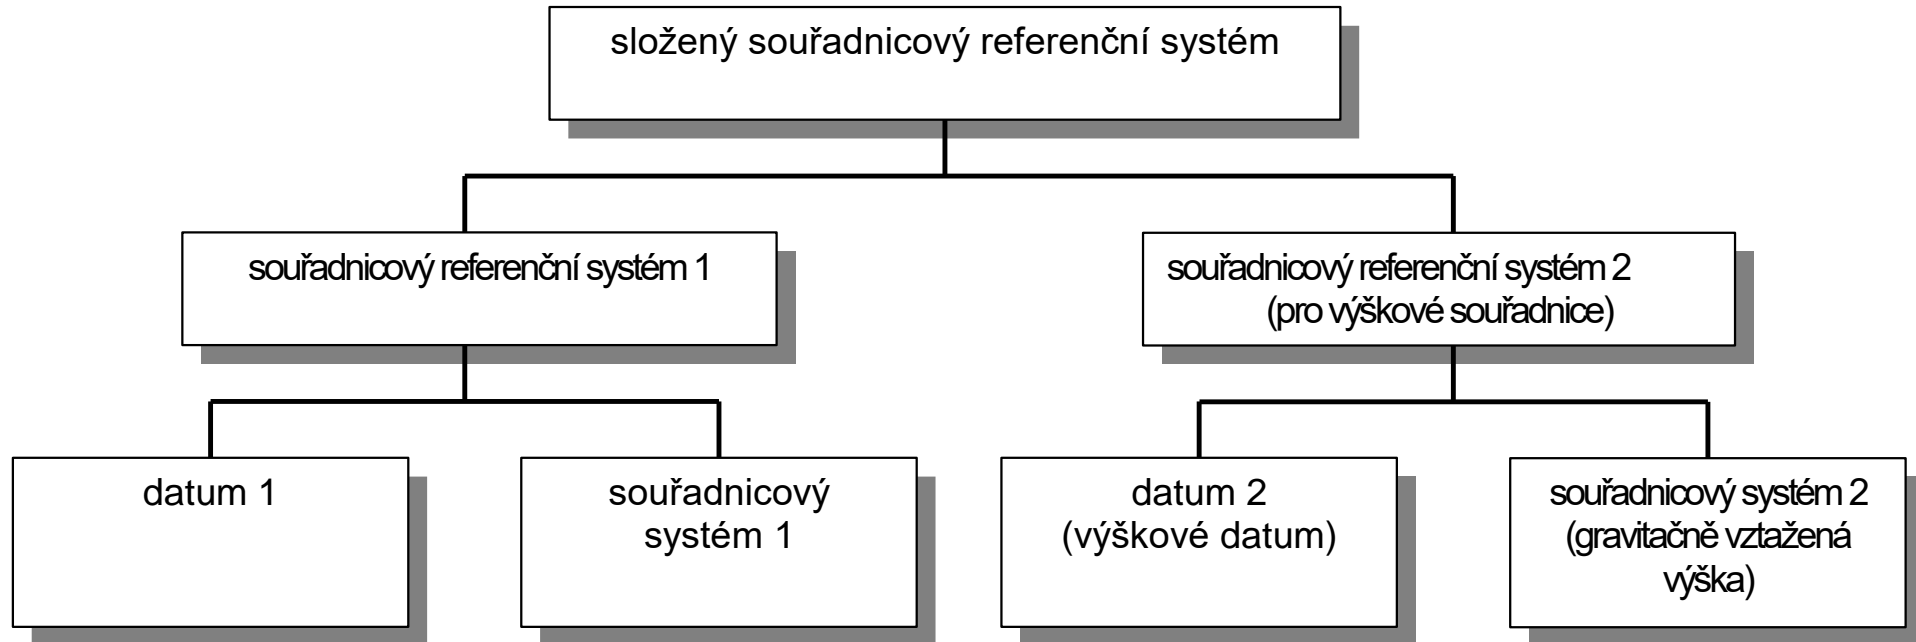 složený souřadnicový referenční systém
souřadnicový referenční systém 1
souřadnicový referenční systém 2
(pro výškové souřadnice)
datum 1
souřadnicový
systém 1
datum 2
(výškové datum)
souřadnicový systém 2
(gravitačně vztažená
výška)